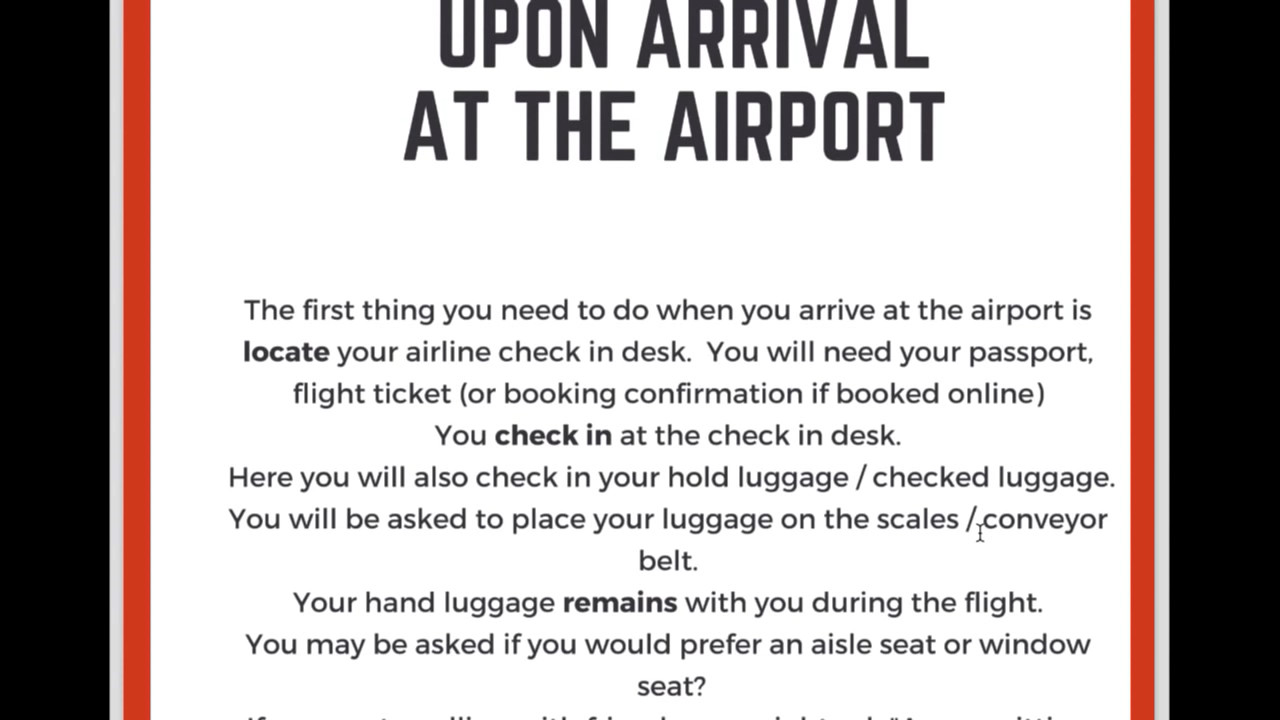 UPON ARRIVAL
AT THE AIRPORT
The first thing you need to do when you arrive at the airport is
locate your airline check in desk.  You will need your passport,
flight ticket (or booking confirmation if booked online)
You check in at the check in desk.
Here you will also check in your hold luggage / checked luggage.
You will be asked to place your luggage on the scales / conveyor
belt.
Your hand luggage remains with you during the flight.
You may be asked if you would prefer an aisle seat or window
seat?